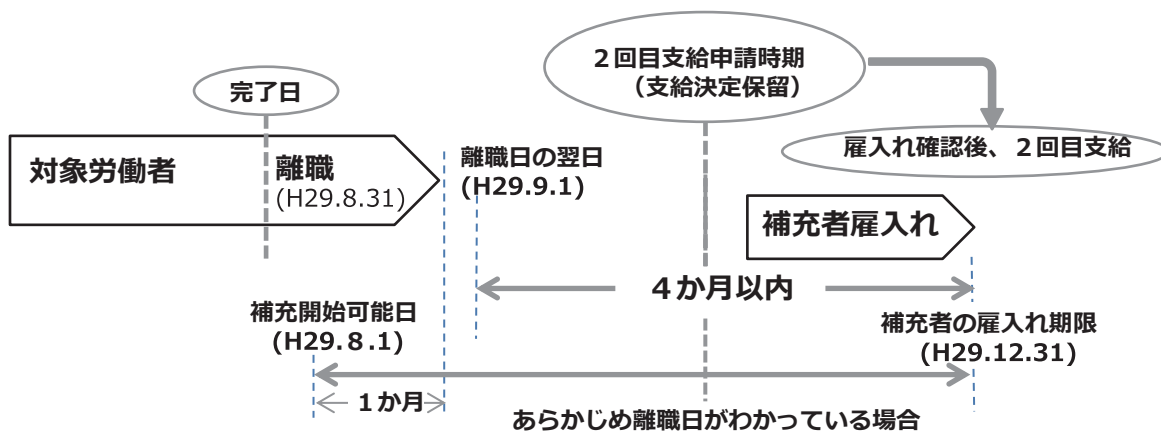 ２回目支給申請時期
（支給決定保留）
完了日
雇入れ確認後、２回目支給
対象労働者
離職
(H29.8.31)
離職日の翌日
(H29.9.1)
補充者雇入れ
４か月以内
補充開始可能日
(H29.８.1)
補充者の雇入れ期限
(H29.12.31)
１か月
あらかじめ離職日がわかっている場合